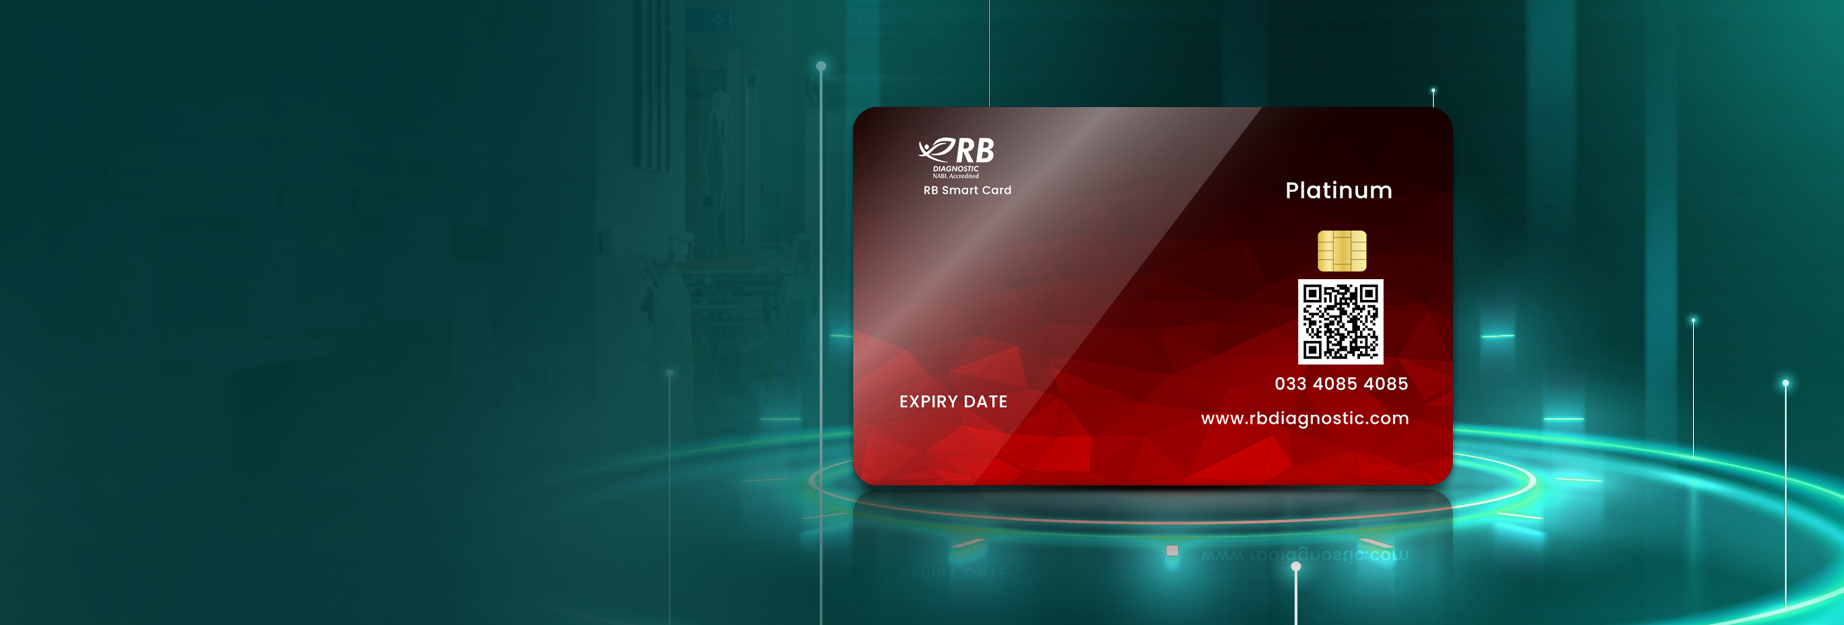 RB
DIAGNOSTIC
NABL Accredited
RB Smart Card
Platinum
033 4085 4085
EXPIRY DATE
www.rbdiagnostic.com